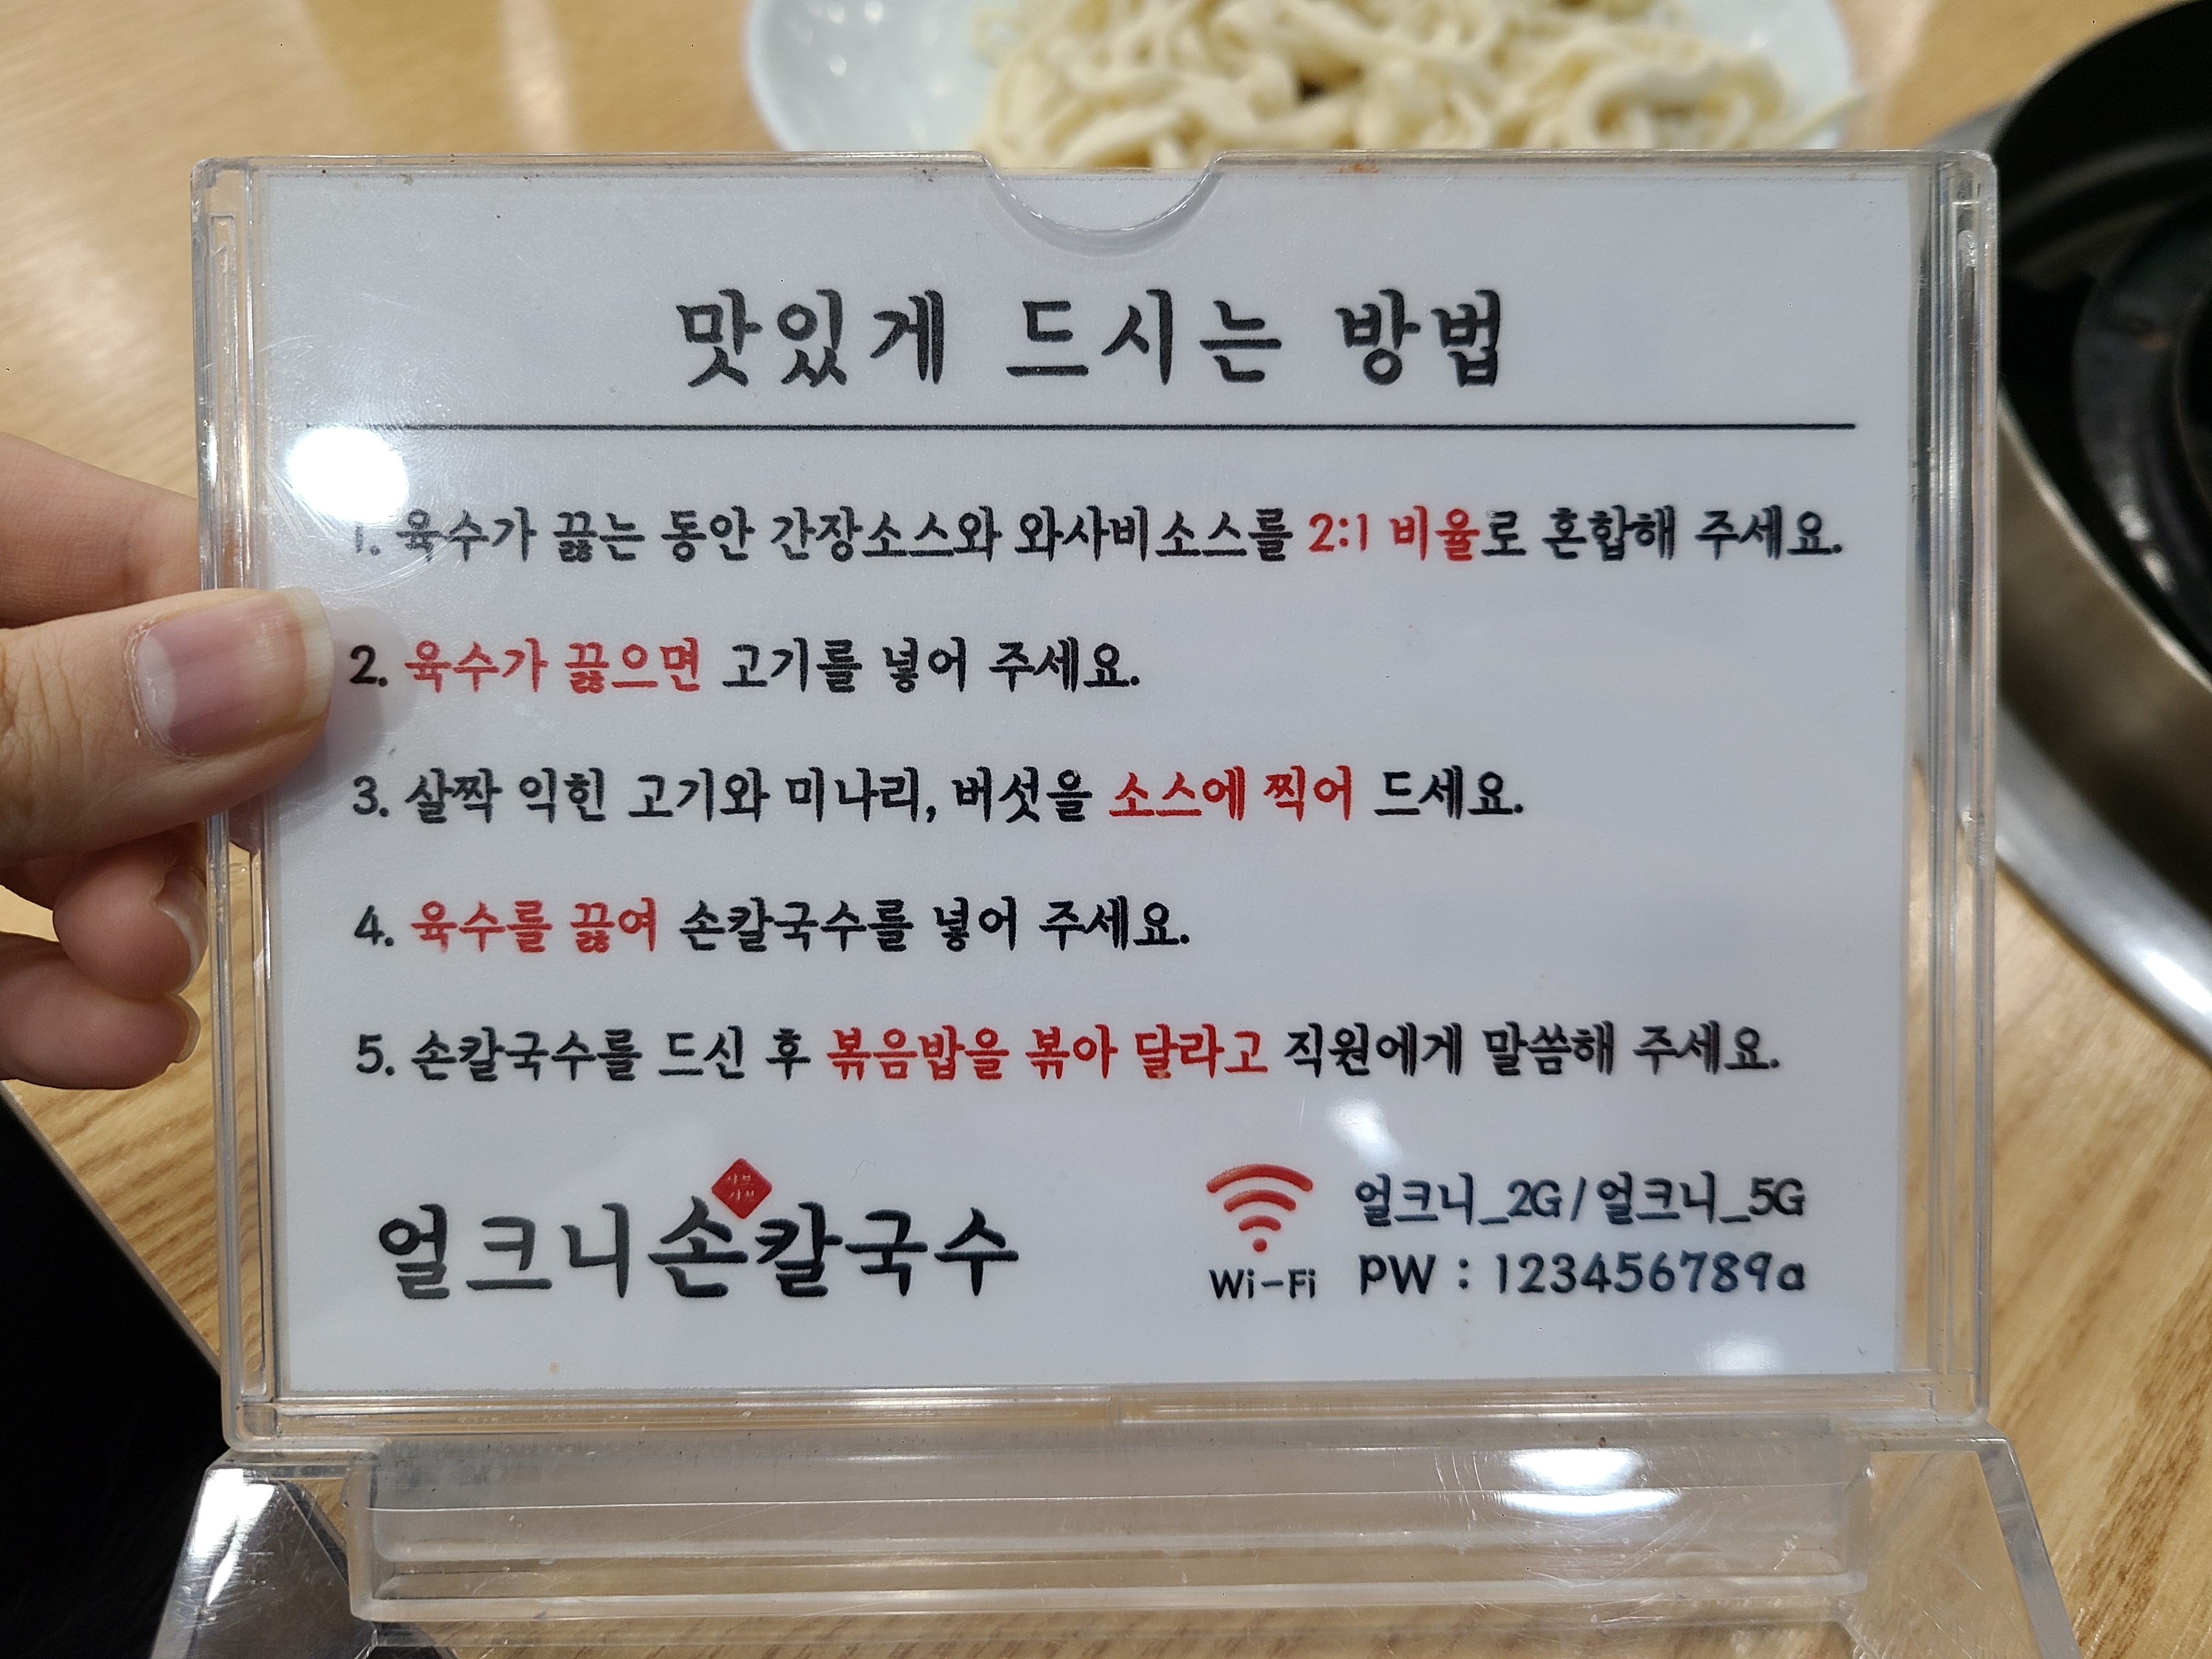 맛있게 드시는 방법
1. 육수가 끓는 동안 간장소스와 와사비소스를 2:1 비율로 혼합해 주세요.
2. 육수가 끓으면 고기를 넣어 주세요.
3. 살짝 익힌 고기와 미나리, 버섯을 소스에 찍어 드세요.
4. 육수를 끓여 손칼국수를 넣어 주세요.
5. 손칼국수를 드신 후 볶음밥을 볶아 달라고 직원에게 말씀해 주세요.
샤브
샤브
얼크니손칼국수
Wi-Fi
얼크니_2G / 얼크니_5G
PW : 123456789a